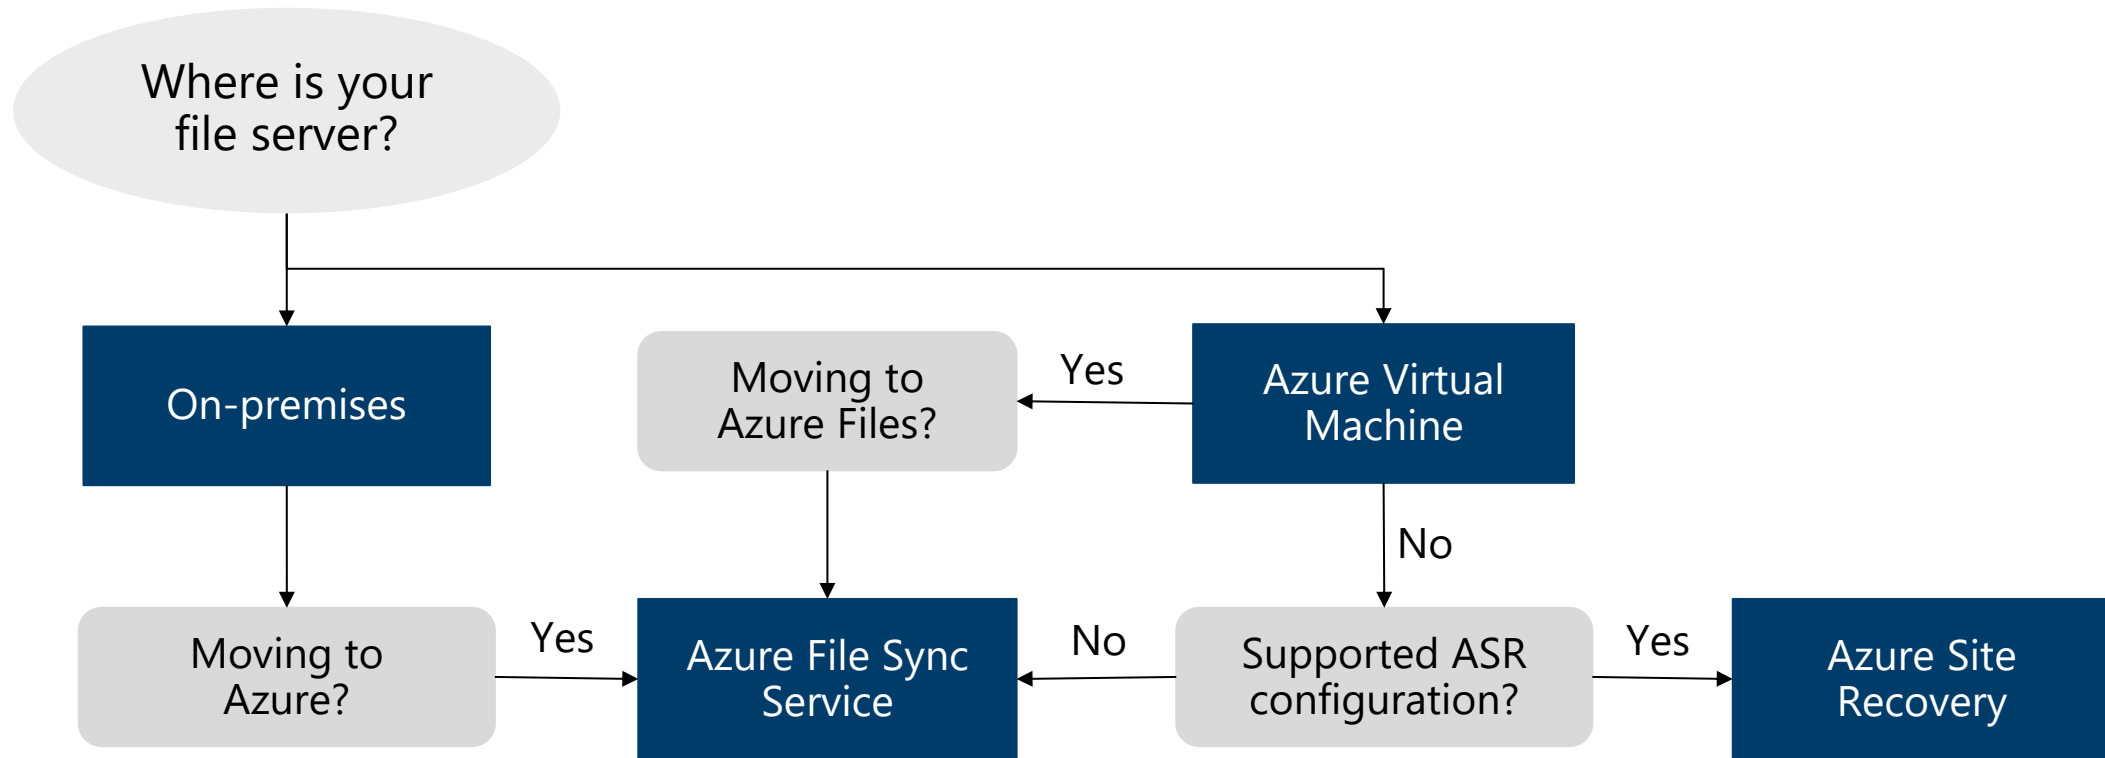 Where is your
file server?
On-premises
Moving to
Azure Files?
Yes
Azure Virtual
Machine
No
Moving to
Azure?
Yes
Azure File Sync
Service
No
Supported ASR
configuration?
Yes
Azure Site
Recovery